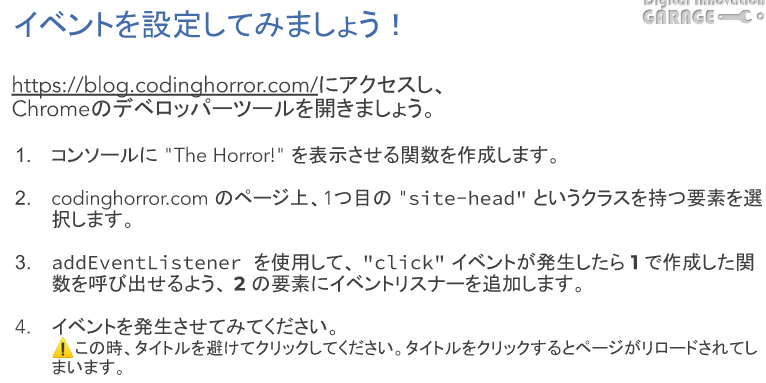 Digital Innovation
GARAGE
イベントを設定してみましょう！
https://blog.codinghorror.com/にアクセスし、
Chromeのデベロッパーツールを開きましょう。
1. コンソールに "The Horror!" を表示させる関数を作成します。
2. codinghorror.com のページ上、1つ目の "site-head" というクラスを持つ要素を選
択します。
3. addEventListener を使用して、"click" イベントが発生したら 1 で作成した関
数を呼び出せるよう、 2 の要素にイベントリスナーを追加します。
4. イベントを発生させてみてください。
⚠️この時、タイトルを避けてクリックしてください。タイトルをクリックするとページがリロードされてし
まいます。